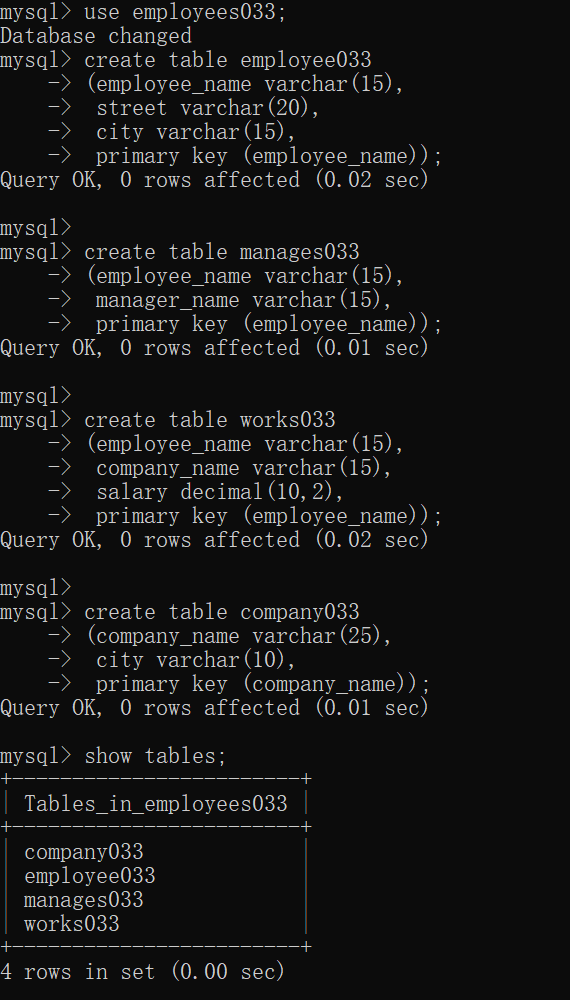 mysql> use employees033;
Database changed
mysql> create table employee033
    -> (employee_name varchar(15),
    ->  street varchar(20),
    ->  city varchar(15),
    ->  primary key (employee_name));
Query OK, 0 rows affected (0.02 sec)

mysql>
mysql> create table manages033
    -> (employee_name varchar(15),
    ->  manager_name varchar(15),
    ->  primary key (employee_name));
Query OK, 0 rows affected (0.01 sec)

mysql>
mysql> create table works033
    -> (employee_name varchar(15),
    ->  company_name varchar(15),
    ->  salary decimal(10,2),
    ->  primary key (employee_name));
Query OK, 0 rows affected (0.02 sec)

mysql>
mysql> create table company033
    -> (company_name varchar(25),
    ->  city varchar(10),
    ->  primary key (company_name));
Query OK, 0 rows affected (0.01 sec)

mysql> show tables;
+-----------------------+
| Tables_in_employees033 |
+-----------------------+
| company033             |
| employee033            |
| manages033             |
| works033               |
+-----------------------+
4 rows in set (0.00 sec)